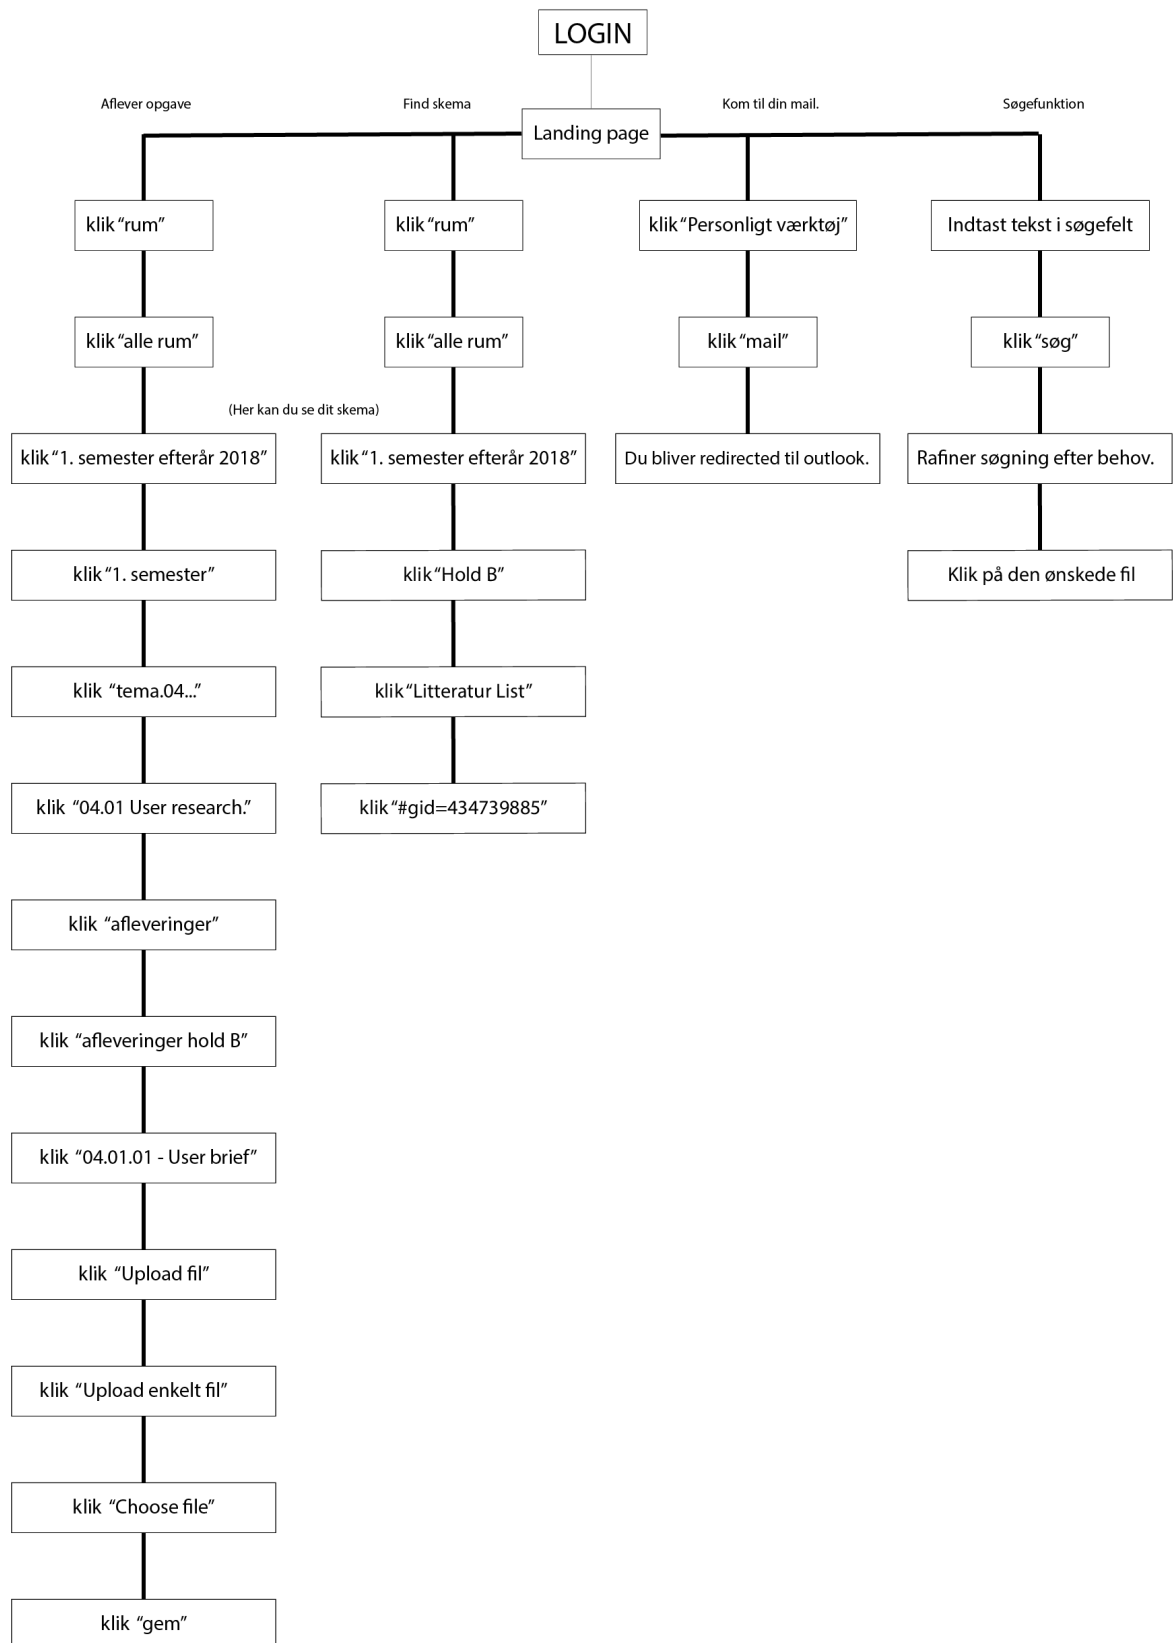 LOGIN
Landing page
Aflever opgave
klik “rum”
klik “alle rum”
klik “1. semester efterår 2018”
klik “1. semester”
klik “tema.04...”
klik “04.01 User research.”
klik “afleveringer”
klik “afleveringer hold B”
klik “04.01.01 - User brief”
klik “Upload fil”
klik “Upload enkelt fil”
klik “Choose file”
klik “gem”
Find skema
klik “rum”
klik “alle rum”
(Her kan du se dit skema)
klik “1. semester efterår 2018”
klik “Hold B”
klik “Litteratur List”
klik “#gid=434739885”
Kom til din mail.
klik “Personligt værktøj”
klik “mail”
Du bliver redirected til outlook.
Søgefunktion
Indtast tekst i søgefelt
klik “søg”
Rafiner søgning efter behov.
Klik på den ønskede fil